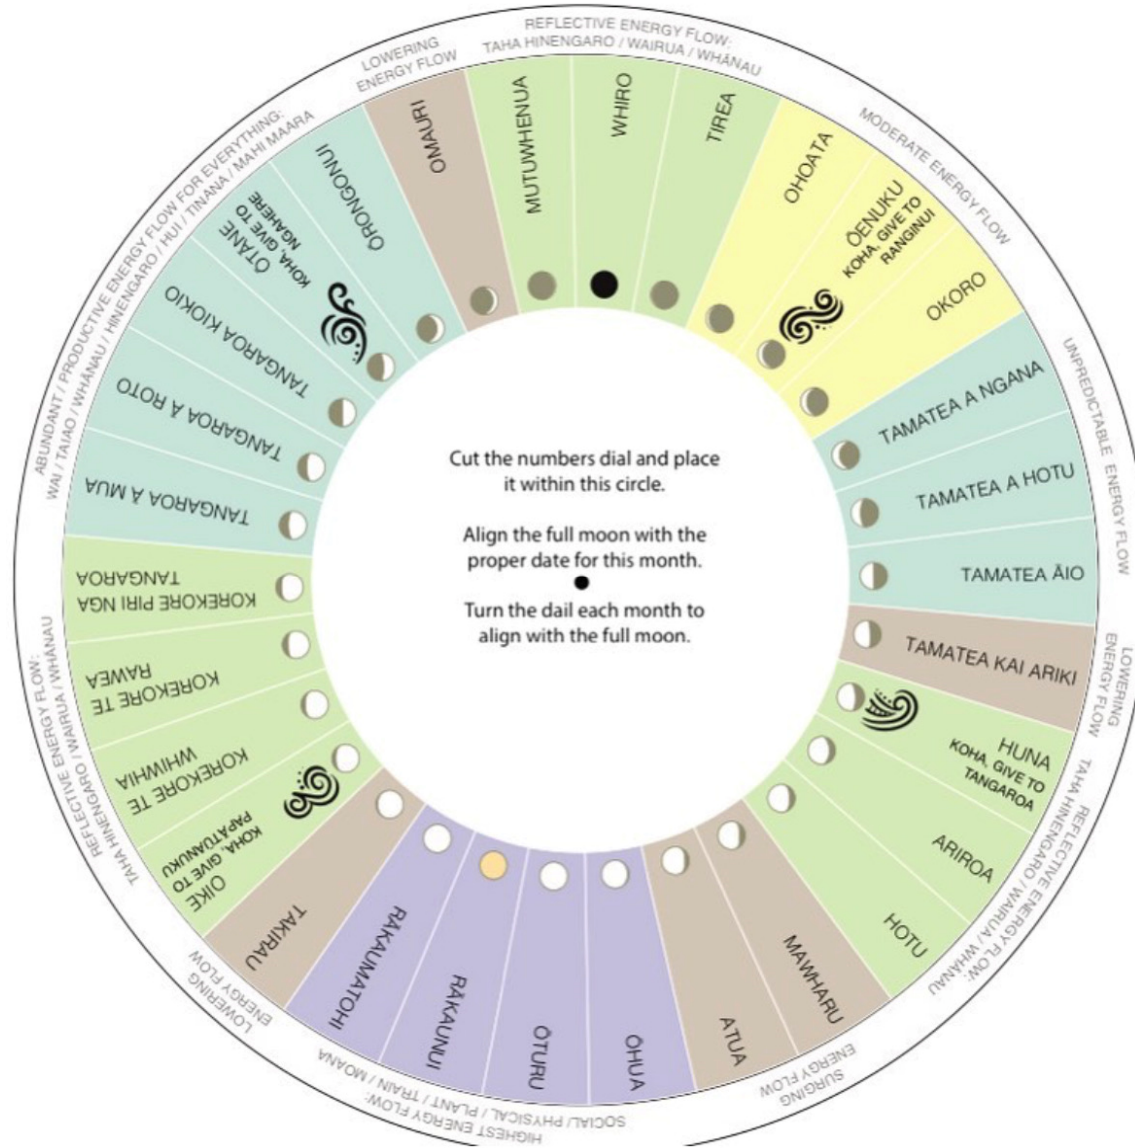 REFLECTIVE ENERGY FLOW:
TAHA HINENGARO / WAIRUA / WHĀNAU
MODERATE ENERGY FLOW
UNPREDICTABLE ENERGY FLOW
LOWERING
ENERGY FLOW
REFLECTIVE ENERGY FLOW:
TAHA HINENGARO / WAIRUA / WHĀNAU
SURGING
ENERGY FLOW
HIGHEST ENERGY FLOW:
SOCIAL / PHYSICAL / PLANT / TRAIN / MOANA
LOWERING
ENERGY FLOW
REFLECTIVE ENERGY FLOW:
TAHA HINENGARO / WAIRUA / WHĀNAU
ABUNDANT / PRODUCTIVE ENERGY FLOW FOR EVERYTHING:
WAI / TAIAO / WHĀNAU / HINENGARO / HUI / TINANA / MAHI MAARA
LOWERING
ENERGY FLOW
MUTUWHENUA
WHIRO
TIREA
OHOATA
ŌENUKU
KOHA, GIVE TO
RANGINUI
OKORO
TAMATEA A NGANA
TAMATEA A HOTU
TAMATEA ĀIO
TAMATEA KAI ARIKI
HUNA
KOHA, GIVE TO
TANGAROA
ARIROA
HOTU
MAWHARU
ATUA
ŌHUA
ŌTURU
RĀKAUNUI
RĀKAUMATOHI
TAKIRAU
OIKE
KOHA, GIVE TO
PAPATŪANUKU
KOREKORE TE
WHIWHIA
KOREKORE TE
RAWEA
KOREKORE PIRI NGA
TANGAROA
TANGAROA Ā MUA
TANGAROA Ā ROTO
TANGAROA KIOKIO
ŌTĀNE
KOHA, GIVE TO
NGAHERE
ŌRONGONUI
OMAURI
Cut the numbers dial and place
it within this circle.
Align the full moon with the
proper date for this month.
Turn the dail each month to
align with the full moon.